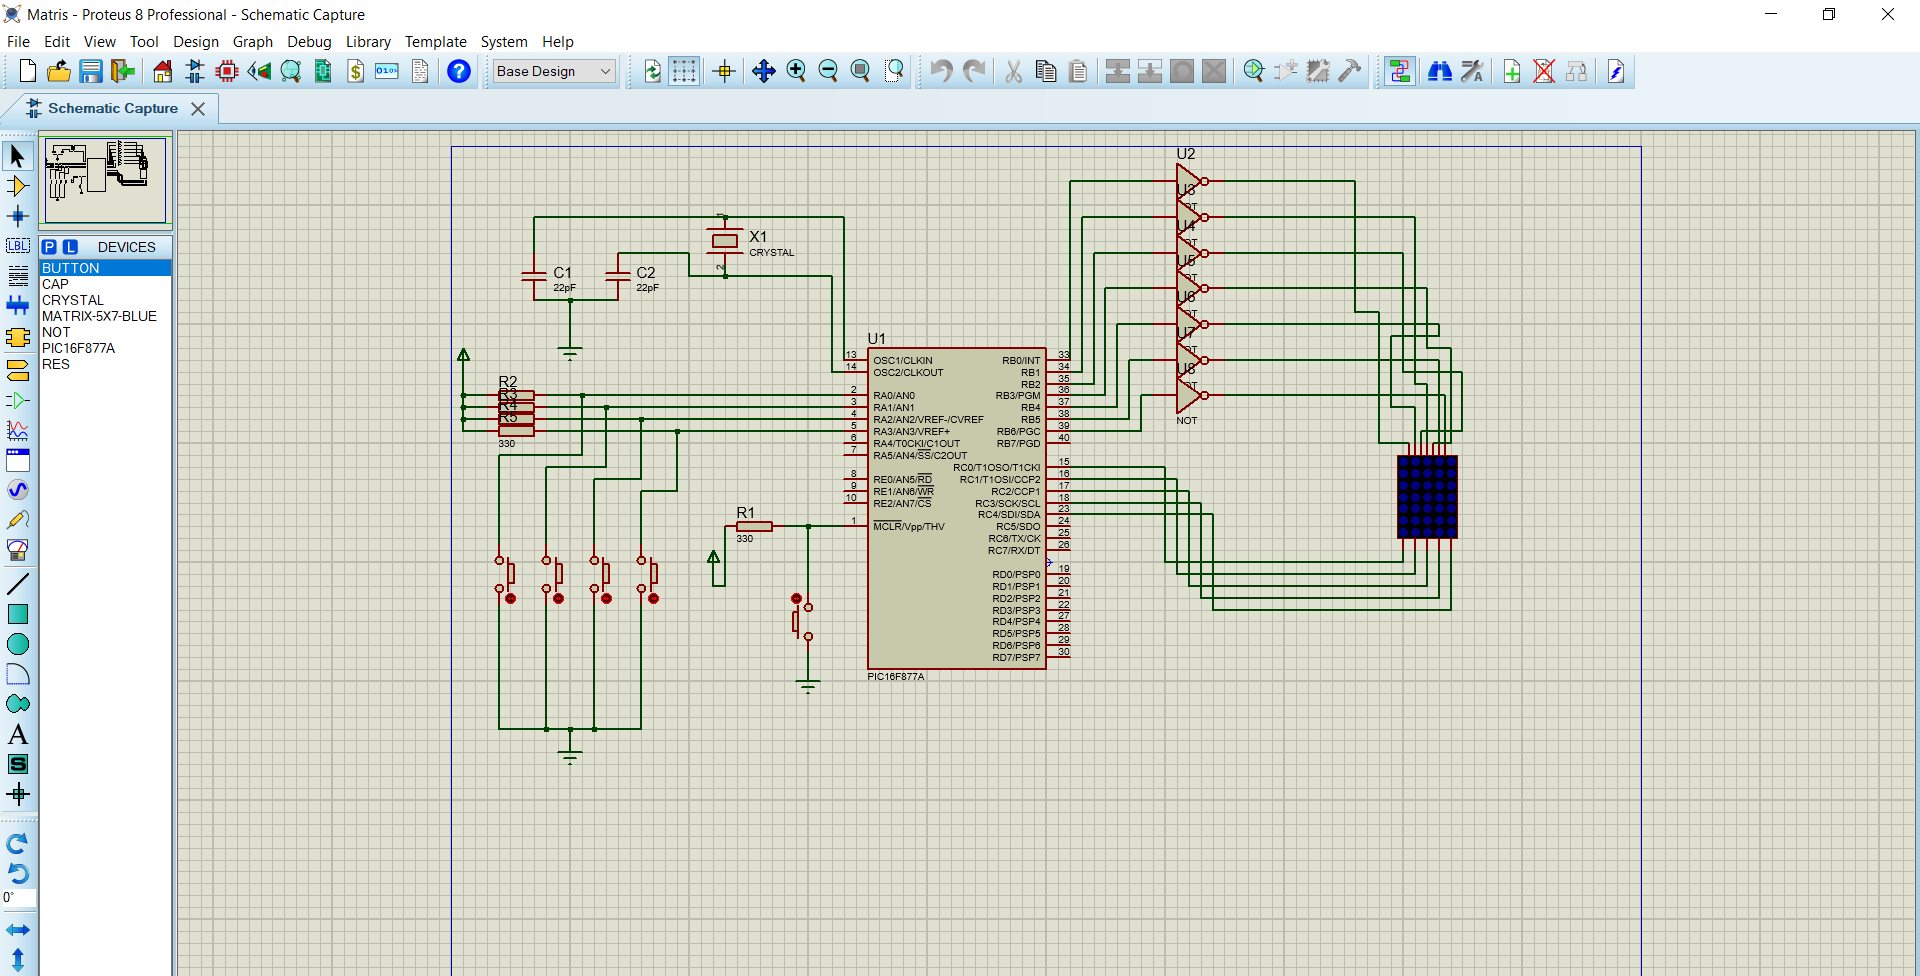 Matris - Proteus 8 Professional - Schematic Capture
File Edit View Tool Design Graph Debug Library Template System Help
Base Design
Schematic Capture
P L DEVICES
BUTTON
CAP
CRYSTAL
MATRIX-5X7-BLUE
NOT
PIC16F877A
RES
LBL
A
S
0°
X1
CRYSTAL
1
2
C1
22pF
C2
22pF
R2
R3
R4
R5
330
R1
330
U1
13 OSC1/CLKIN
14 OSC2/CLKOUT
2 RA0/AN0
3 RA1/AN1
4 RA2/AN2/VREF-/CVREF
5 RA3/AN3/VREF+
6 RA4/T0CKI/C1OUT
7 RA5/AN4/SS/C2OUT
8 RE0/AN5/RD
9 RE1/AN6/WR
10 RE2/AN7/CS
1 MCLR/Vpp/THV
RB0/INT 33
RB1 34
RB2 35
RB3/PGM 36
RB4 37
RB5 38
RB6/PGC 39
RB7/PGD 40
RC0/T1OSO/T1CKI 15
RC1/T1OSI/CCP2 16
RC2/CCP1 17
RC3/SCK/SCL 18
RC4/SDI/SDA 23
RC5/SDO 24
RC6/TX/CK 25
RC7/RX/DT 26
RD0/PSP0 19
RD1/PSP1 20
RD2/PSP2 21
RD3/PSP3 22
RD4/PSP4 27
RD5/PSP5 28
RD6/PSP6 29
RD7/PSP7 30
PIC16F877A
U2
U3
U4
U5
U6
U7
U8
NOT